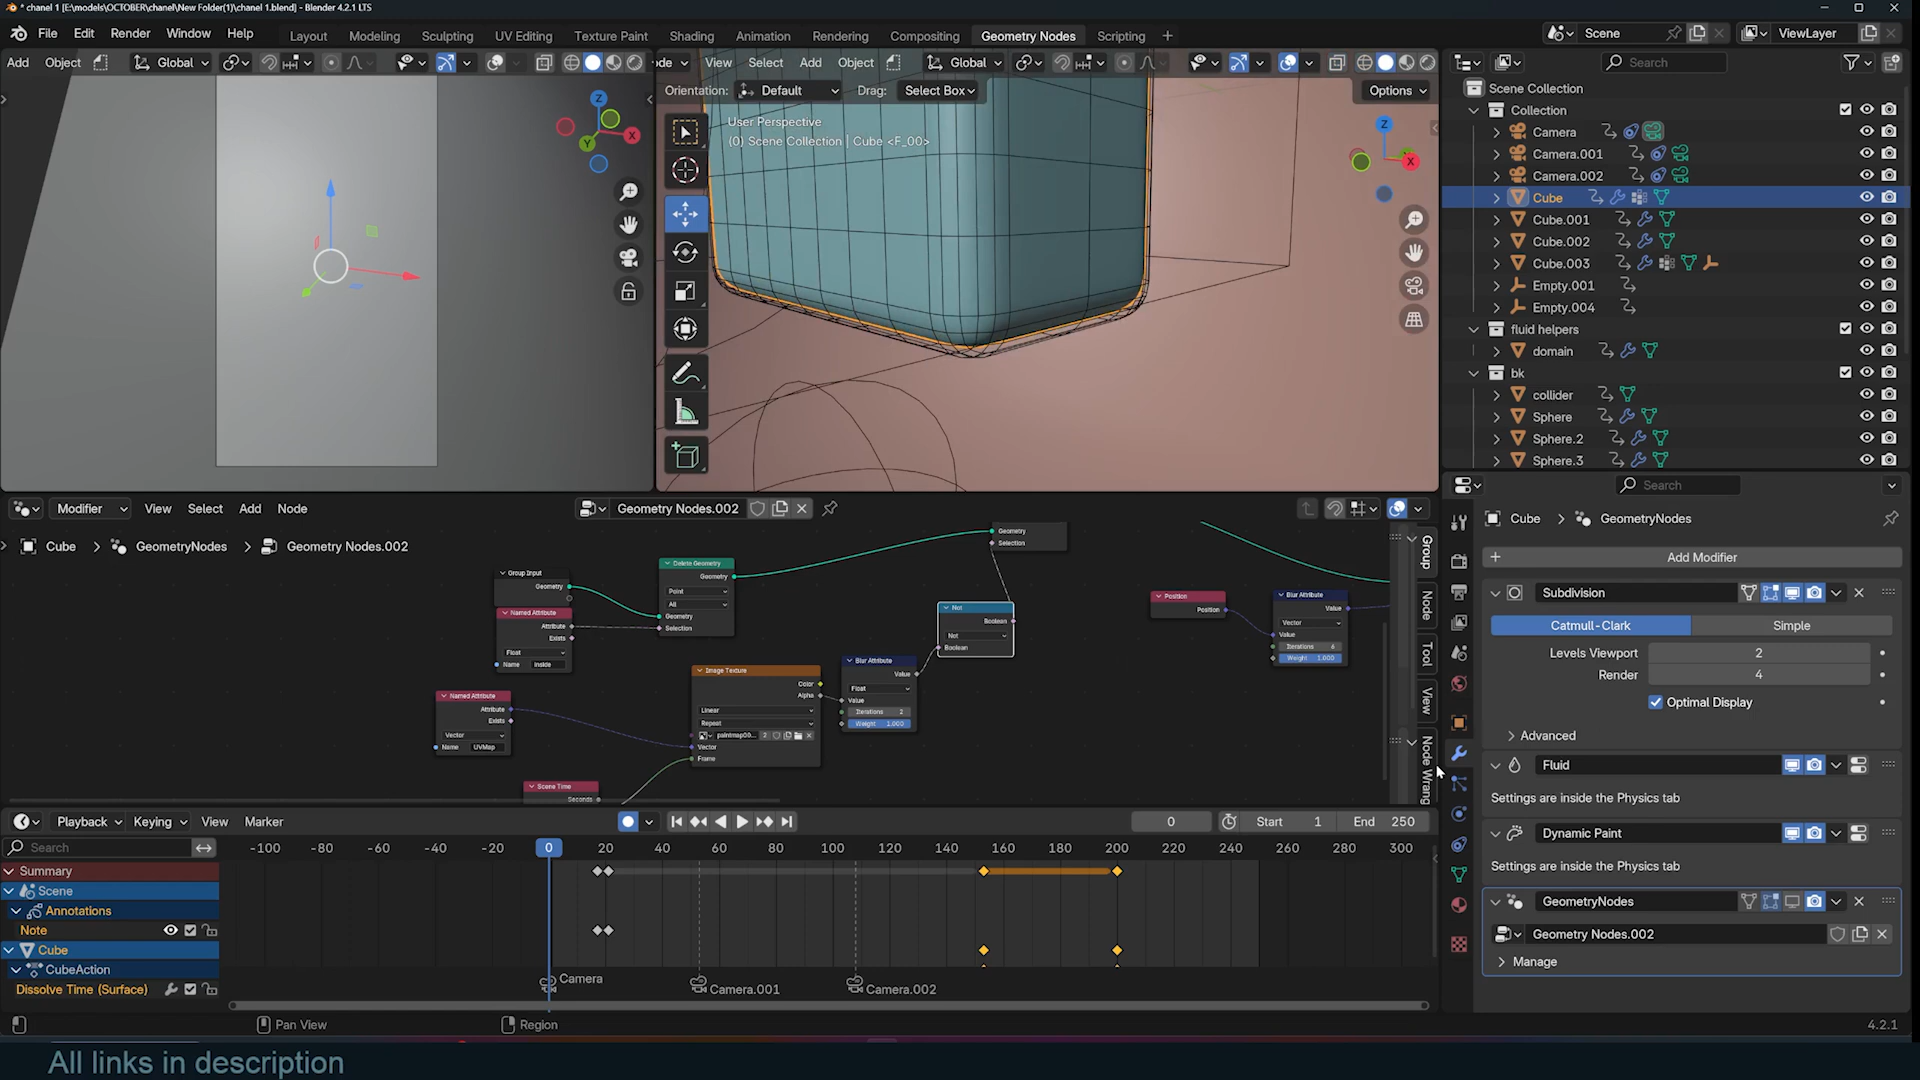 * chanel 1 [E:\models\OCTOBER\chanel\New Folder(1)\chanel 1.blend] - Blender 4.2.1 LTS
File Edit Render Window Help Layout Modeling Sculpting UV Editing Texture Paint Shading Animation Rendering Compositing Geometry Nodes Scripting + Scene ViewLayer
Add Object Global
View Select Add Object Global
Search
Orientation: Default Drag: Select Box Options
User Perspective
(0) Scene Collection | Cube <F_00>
Z
X
Y
Z
X
Scene Collection
Collection
Camera
Camera.001
Camera.002
Cube
Cube.001
Cube.002
Cube.003
Empty.001
Empty.004
fluid helpers
domain
bk
collider
Sphere
Sphere.2
Sphere.3
Search
Modifier View Select Add Node Geometry Nodes.002
Cube > GeometryNodes > Geometry Nodes.002
Group Input
Geometry
Named Attribute
Attribute
Exists
Float
Name Inside
Delete Geometry
Geometry
Point
All
Geometry
Selection
Geometry
Selection
Not
Boolean
Not
Boolean
Position
Position
Blur Attribute
Value
Vector
Value
Iterations 6
Weight 1.000
Named Attribute
Attribute
Exists
Vector
Name UVMap
Image Texture
Color
Alpha
Linear
Repeat
paintmap00... 2
Vector
Frame
Blur Attribute
Value
Float
Value
Iterations 2
Weight 1.000
Scene Time
Seconds
Group
Node
Tool
View
Node Wrang
Cube > GeometryNodes
+ Add Modifier
Subdivision
Catmull-Clark Simple
Levels Viewport 2
Render 4
Optimal Display
Advanced
Fluid
Settings are inside the Physics tab
Dynamic Paint
Settings are inside the Physics tab
GeometryNodes
Geometry Nodes.002
Manage
Playback Keying View Marker 0 Start 1 End 250
Search
-100 -80 -60 -40 -20 0 20 40 60 80 100 120 140 160 180 200 220 240 260 280 300
Summary
Scene
Annotations
Note
Cube
CubeAction
Dissolve Time (Surface)
Camera
Camera.001
Camera.002
Pan View Region 4.2.1
All links in description